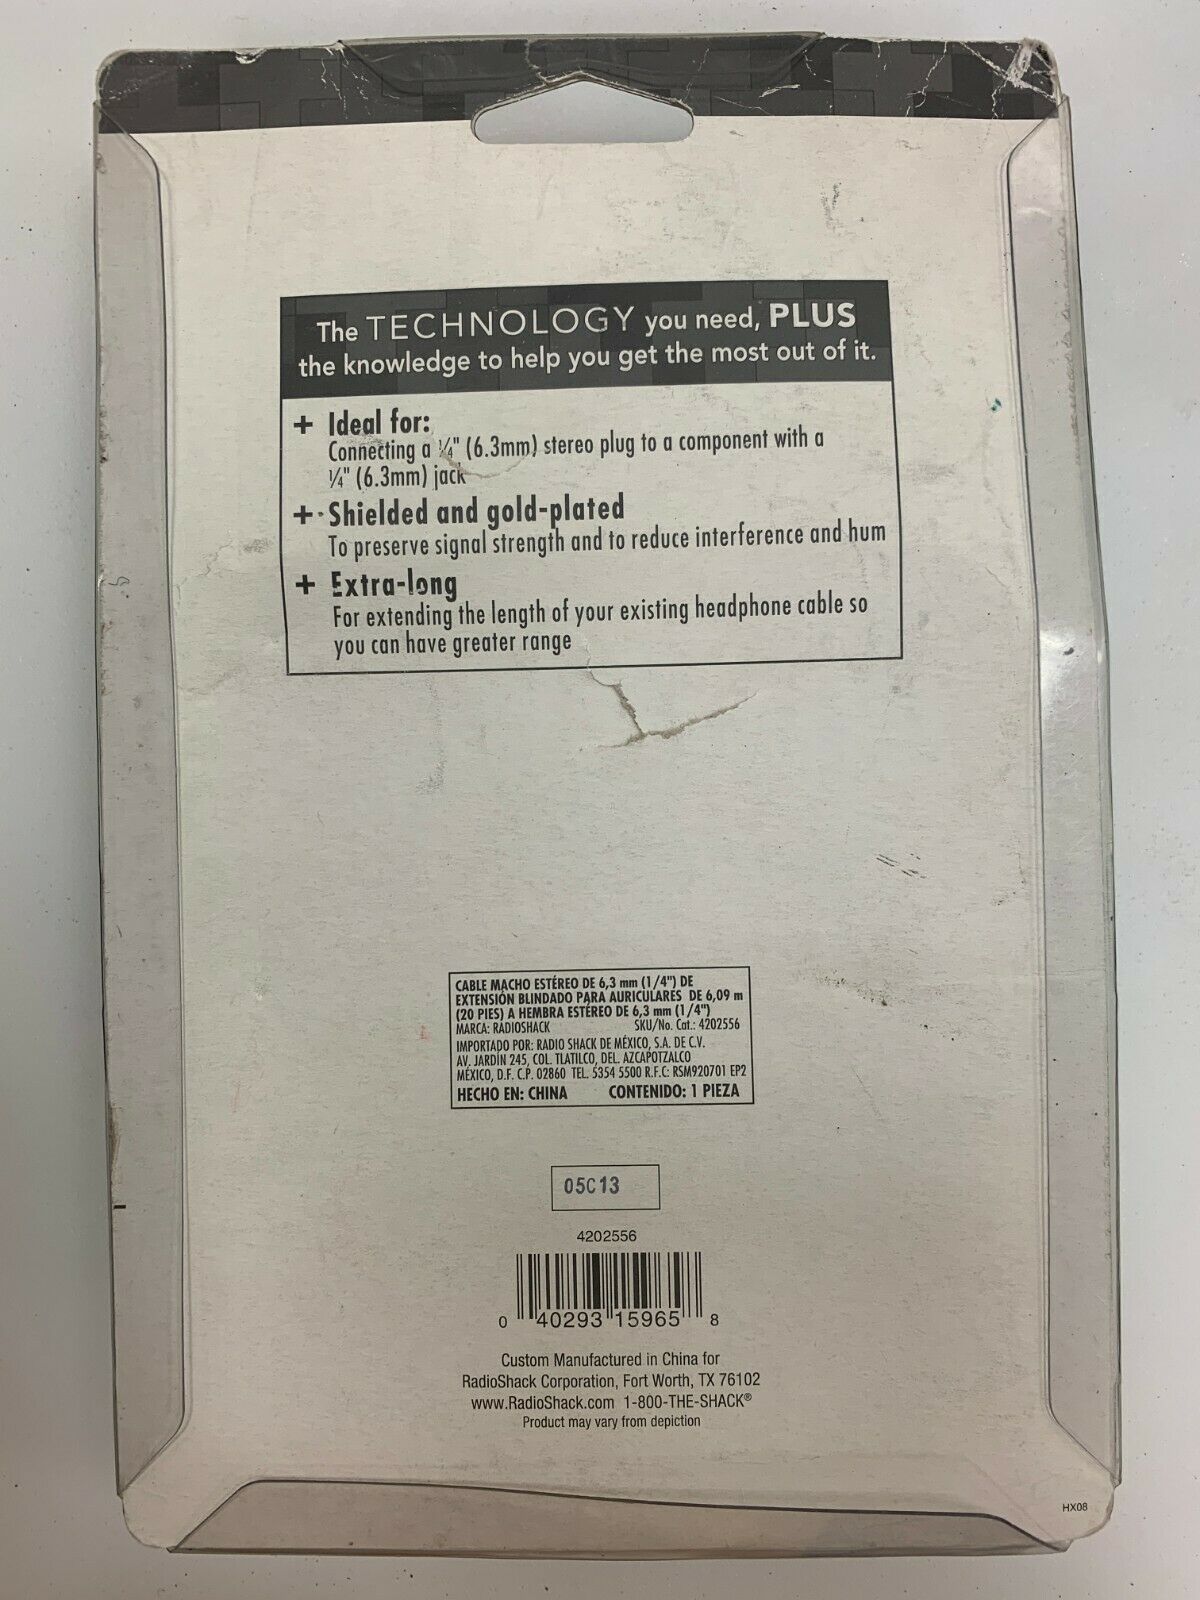 The TECHNOLOGY you need, PLUS
the knowledge to help you get the most out of it.
+ Ideal for:
Connecting a ¼" (6.3mm) stereo plug to a component with a
¼" (6.3mm) jack
+ Shielded and gold-plated
To preserve signal strength and to reduce interference and hum
+ Extra-long
For extending the length of your existing headphone cable so
you can have greater range
CABLE MACHO ESTÉREO DE 6,3 mm (1/4") DE
EXTENSIÓN BLINDADO PARA AURICULARES DE 6,09 m
(20 PIES) A HEMBRA ESTÉREO DE 6,3 mm (1/4")
MARCA: RADIOSHACK SKU/No. Cat.: 4202556
IMPORTADO POR: RADIO SHACK DE MÉXICO, S.A. DE C.V.
AV. JARDÍN 245, COL. TLATILCO, DEL. AZCAPOTZALCO
MÉXICO, D.F. C.P. 02860 TEL. 5354 5500 R.F.C: RSM920701 EP2
HECHO EN: CHINA CONTENIDO: 1 PIEZA
05C13
4202556
0 40293 15965 8
Custom Manufactured in China for
RadioShack Corporation, Fort Worth, TX 76102
www.RadioShack.com 1-800-THE-SHACK®
Product may vary from depiction
HX08